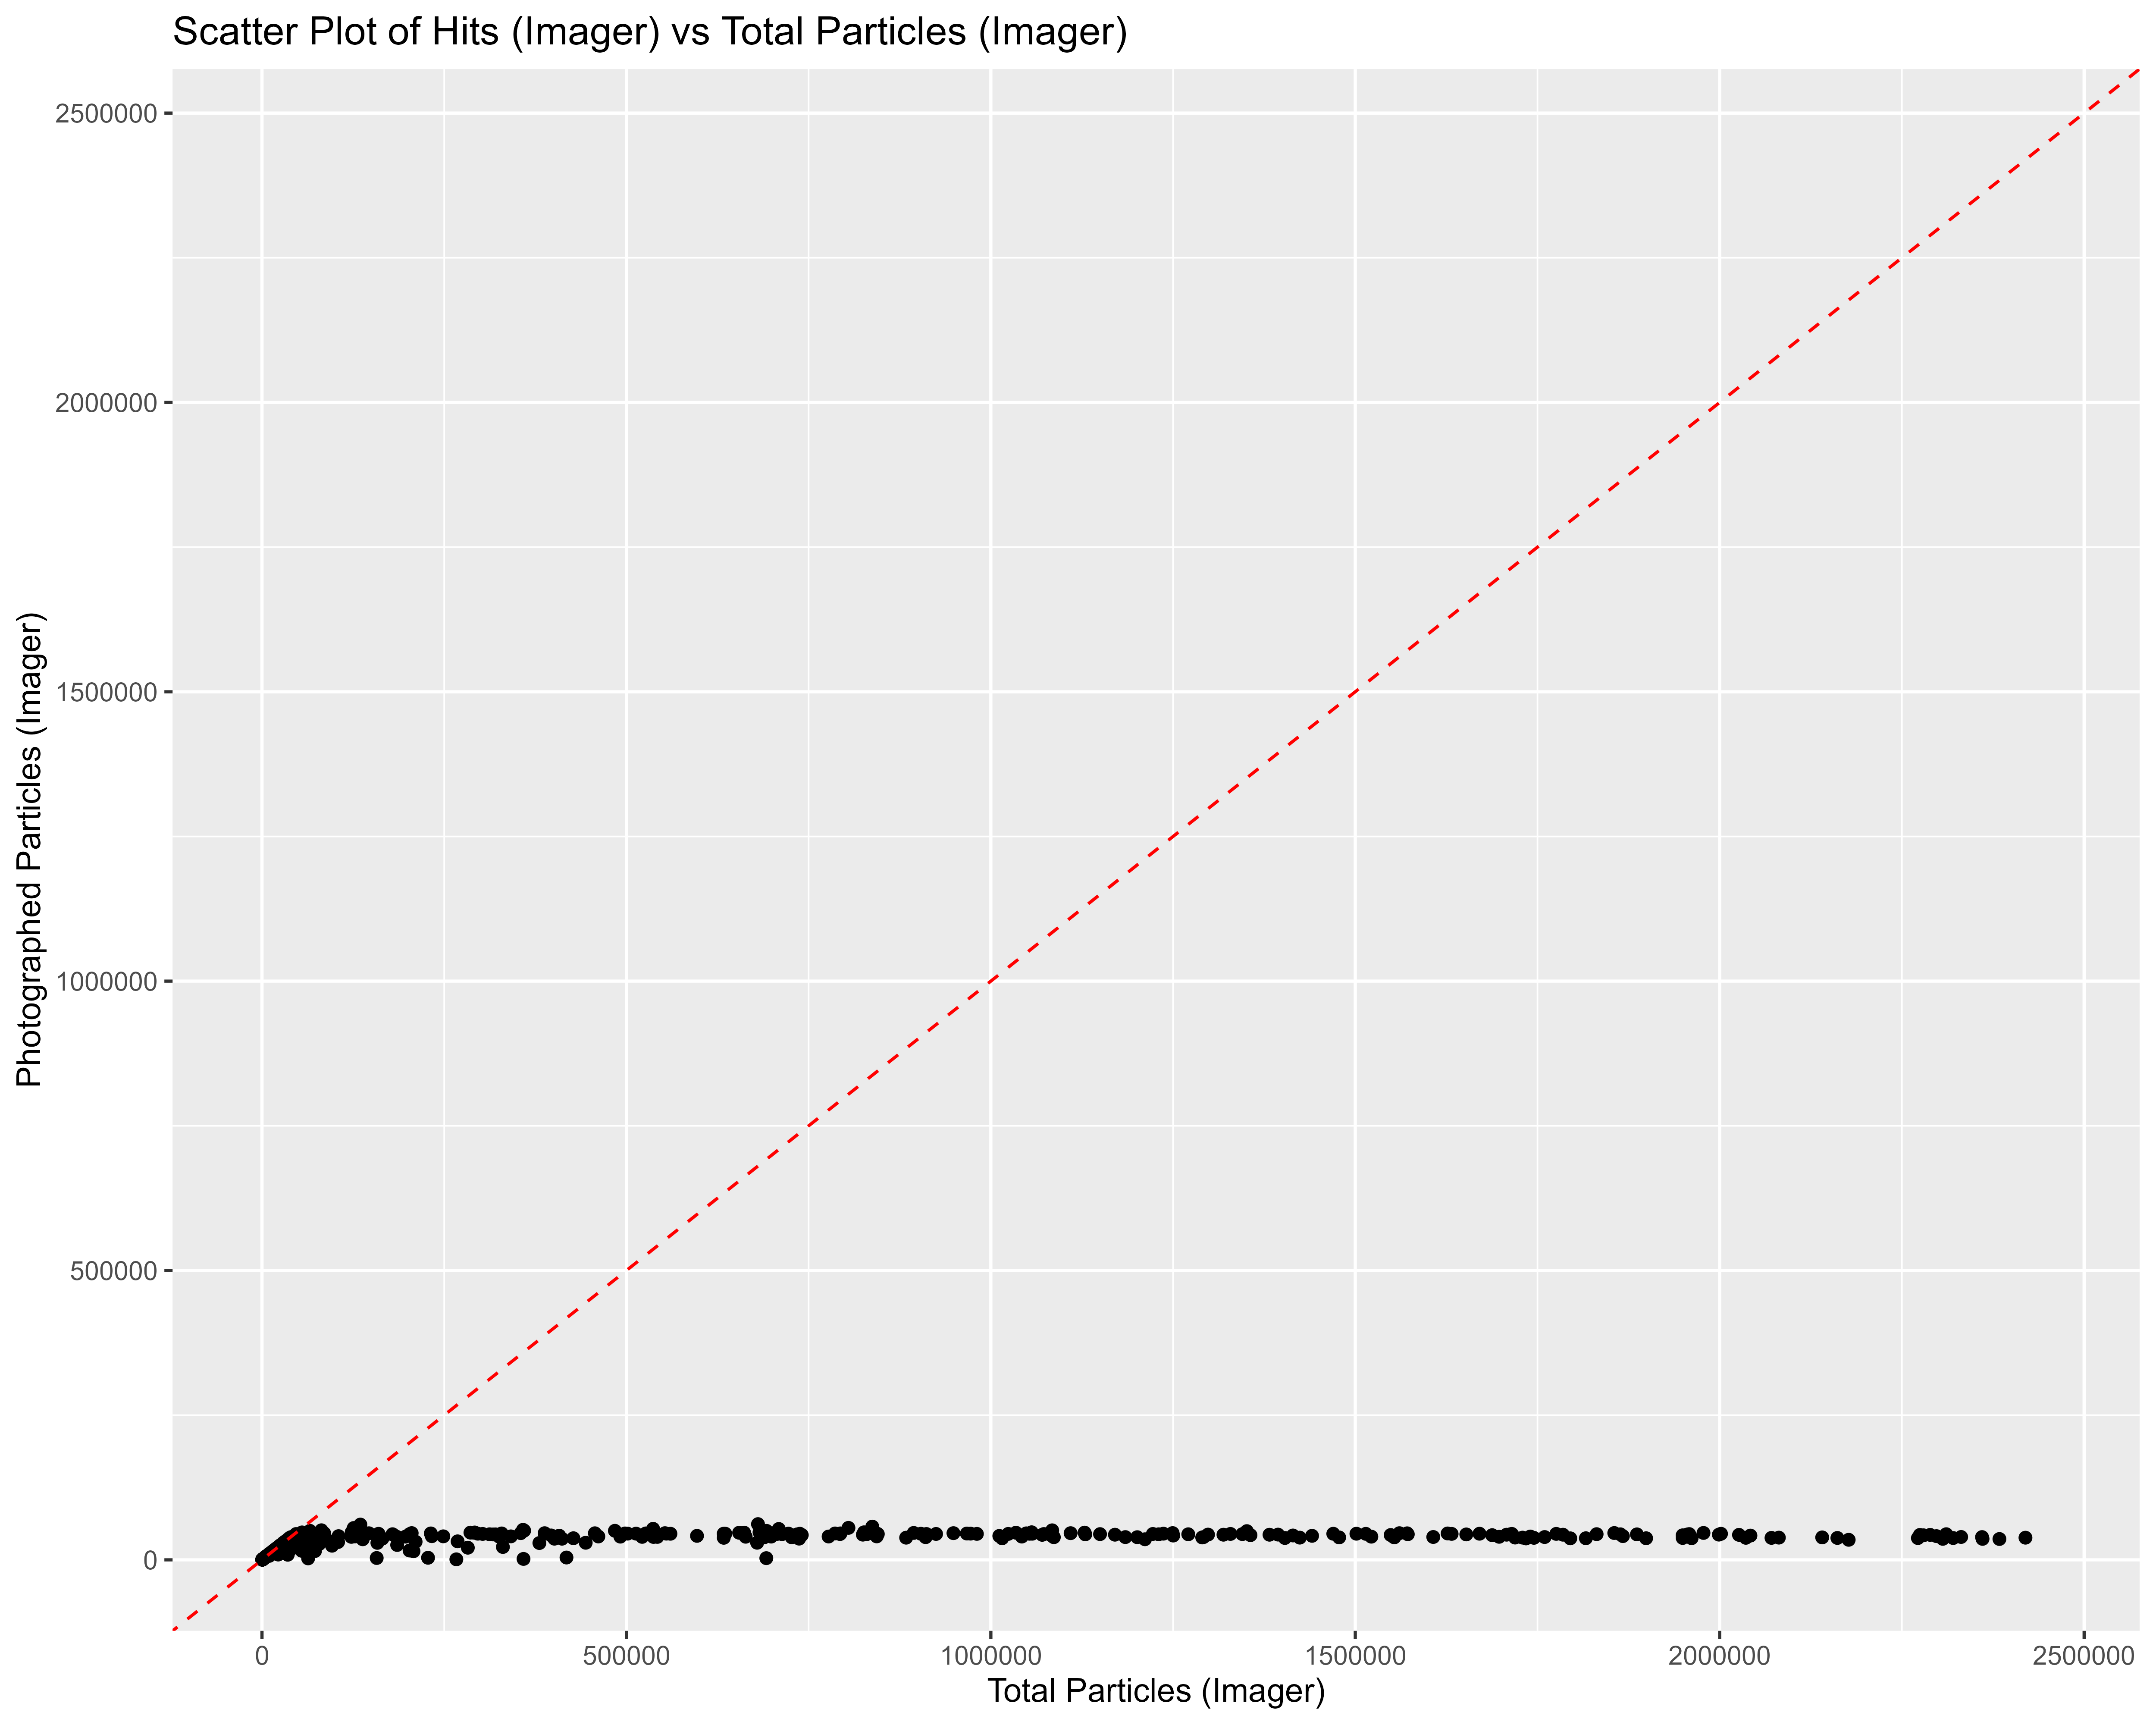 Scatter Plot of Hits (Imager) vs Total Particles (Imager)
Photographed Particles (Imager)
2500000
2000000
1500000
1000000
500000
0
0 500000 1000000 1500000 2000000 2500000
Total Particles (Imager)